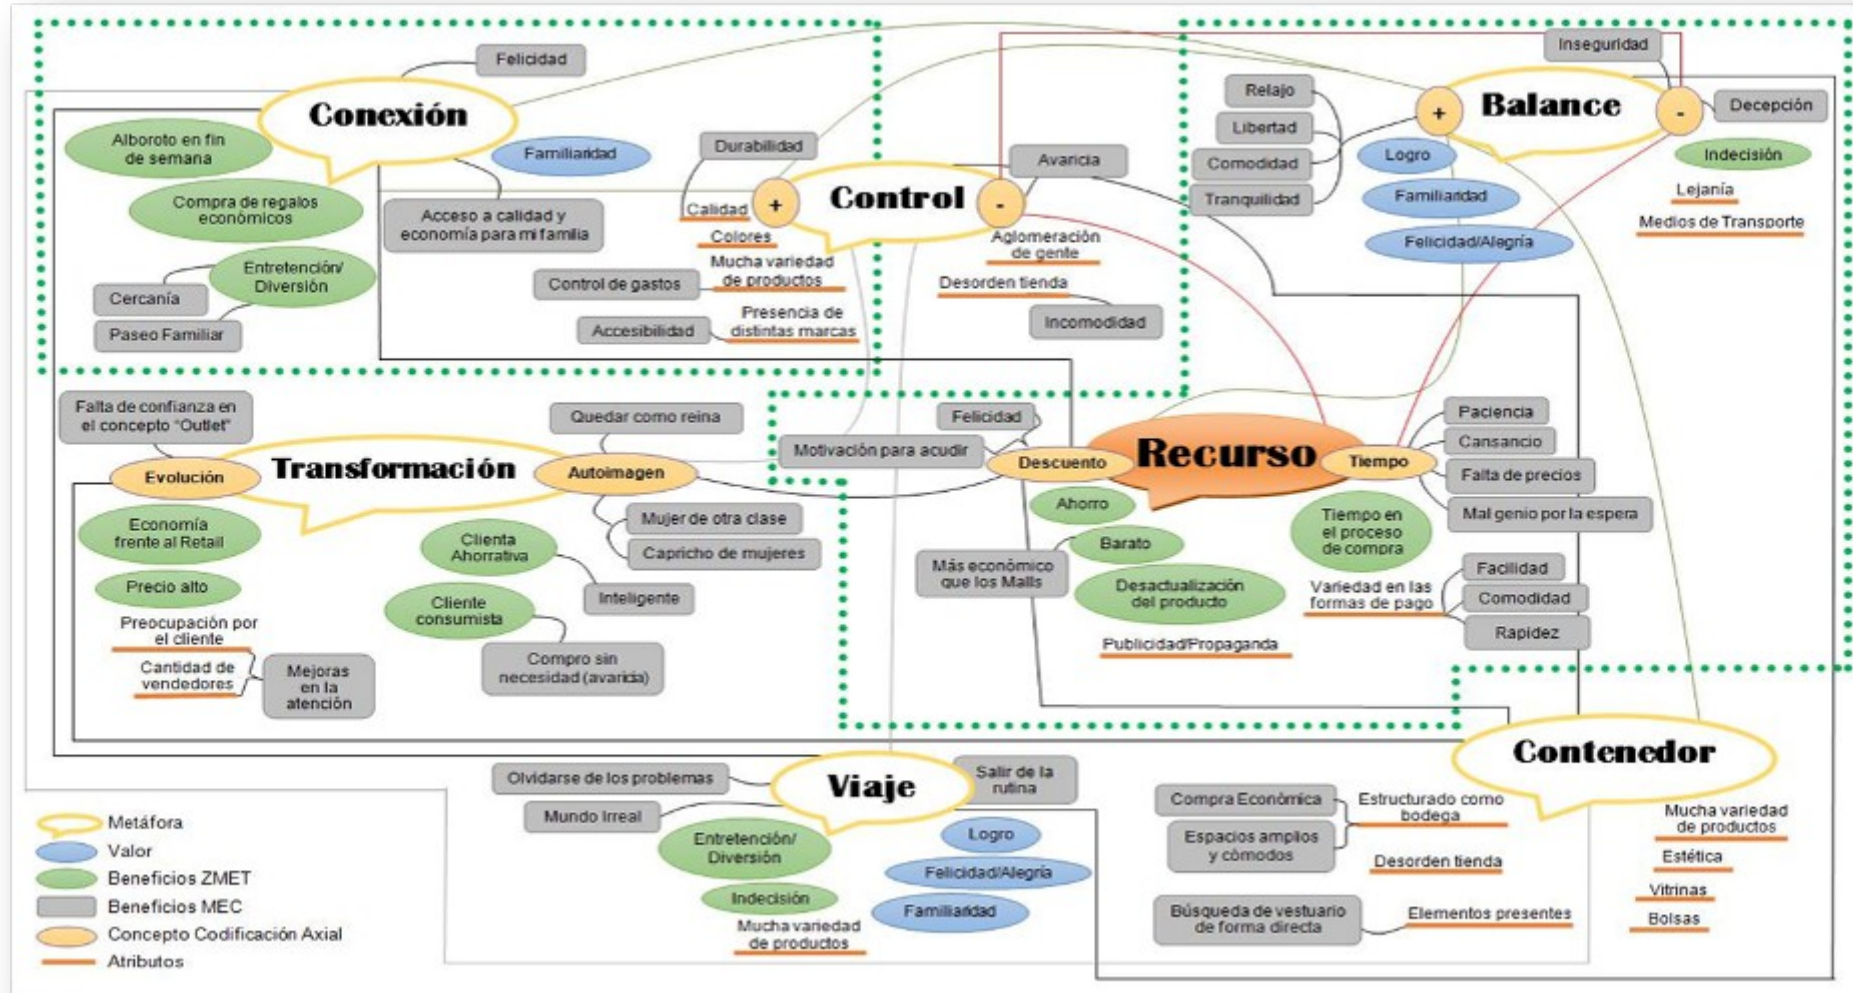 Felicidad
Conexión
Alboroto en fin
de semana
Familiaridad
Compra de regalos
económicos
Acceso a calidad y
economía para mi familia
Entretención/
Diversión
Cercanía
Paseo Familiar
Durabilidad
Avaricia
+
Control
-
Calidad
Colores
Mucha variedad
de productos
Control de gastos
Presencia de
distintas marcas
Accesibilidad
Aglomeración
de gente
Desorden tienda
Incomodidad
Inseguridad
Relajo
Libertad
Comodidad
Tranquilidad
+
Balance
-
Decepción
Logro
Indecisión
Familiaridad
Lejanía
Felicidad/Alegría
Medios de Transporte
Falta de confianza en
el concepto "Outlet"
Quedar como reina
Evolución
Transformación
Autoimagen
Economía
frente al Retail
Precio alto
Preocupación por
el cliente
Cantidad de
vendedores
Mejoras
en la
atención
Clienta
Ahorrativa
Mujer de otra clase
Capricho de mujeres
Inteligente
Cliente
consumista
Compro sin
necesidad (avaricia)
Felicidad
Motivación para acudir
Descuento
Recurso
Tiempo
Paciencia
Cansancio
Falta de precios
Mal genio por la espera
Ahorro
Barato
Más económico
que los Malls
Desactualización
del producto
Publicidad/Propaganda
Tiempo en
el proceso
de compra
Variedad en las
formas de pago
Facilidad
Comodidad
Rapidez
Olvidarse de los problemas
Mundo Irreal
Viaje
Salir de la
rutina
Entretención/
Diversión
Logro
Felicidad/Alegría
Indecisión
Familiaridad
Mucha variedad
de productos
Contenedor
Compra Económica
Estructurado como
bodega
Espacios amplios
y cómodos
Desorden tienda
Búsqueda de vestuario
de forma directa
Elementos presentes
Mucha variedad
de productos
Estética
Vitrinas
Bolsas
Metáfora
Valor
Beneficios ZMET
Beneficios MEC
Concepto Codificación Axial
Atributos